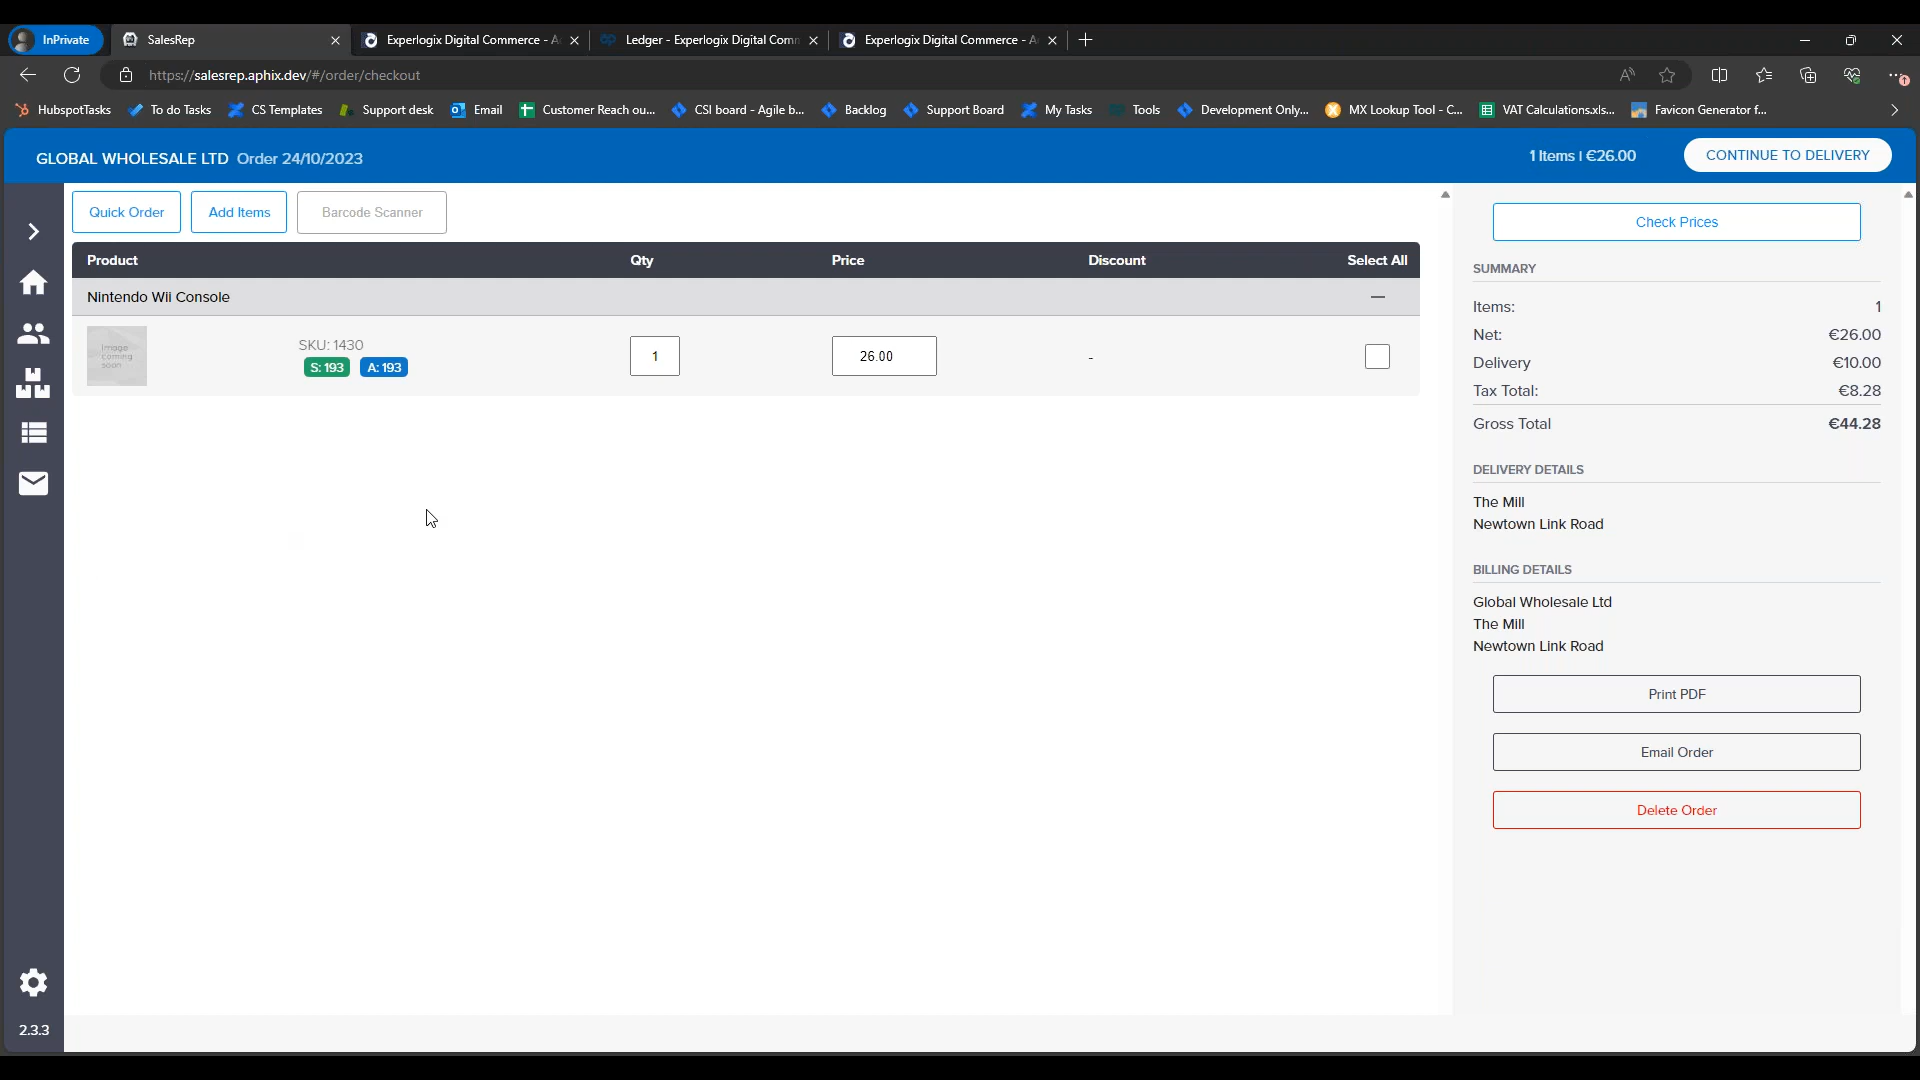 InPrivate
SalesRep
Experlogix Digital Commerce - A
Ledger - Experlogix Digital Com
Experlogix Digital Commerce - A
https://salesrep.aphix.dev/#/order/checkout
HubspotTasks
To do Tasks
CS Templates
Support desk
Email
Customer Reach ou...
CSI board - Agile b...
Backlog
Support Board
My Tasks
Tools
Development Only...
MX Lookup Tool - C...
VAT Calculations.xls...
Favicon Generator f...
GLOBAL WHOLESALE LTD Order 24/10/2023
1 Items | €26.00
CONTINUE TO DELIVERY
Quick Order
Add Items
Barcode Scanner
Product
Qty
Price
Discount
Select All
Nintendo Wii Console
Image
coming
soon
SKU: 1430
S: 193
A: 193
1
26.00
-
Check Prices
SUMMARY
Items: 1
Net: €26.00
Delivery €10.00
Tax Total: €8.28
Gross Total €44.28
DELIVERY DETAILS
The Mill
Newtown Link Road
BILLING DETAILS
Global Wholesale Ltd
The Mill
Newtown Link Road
Print PDF
Email Order
Delete Order
2.3.3